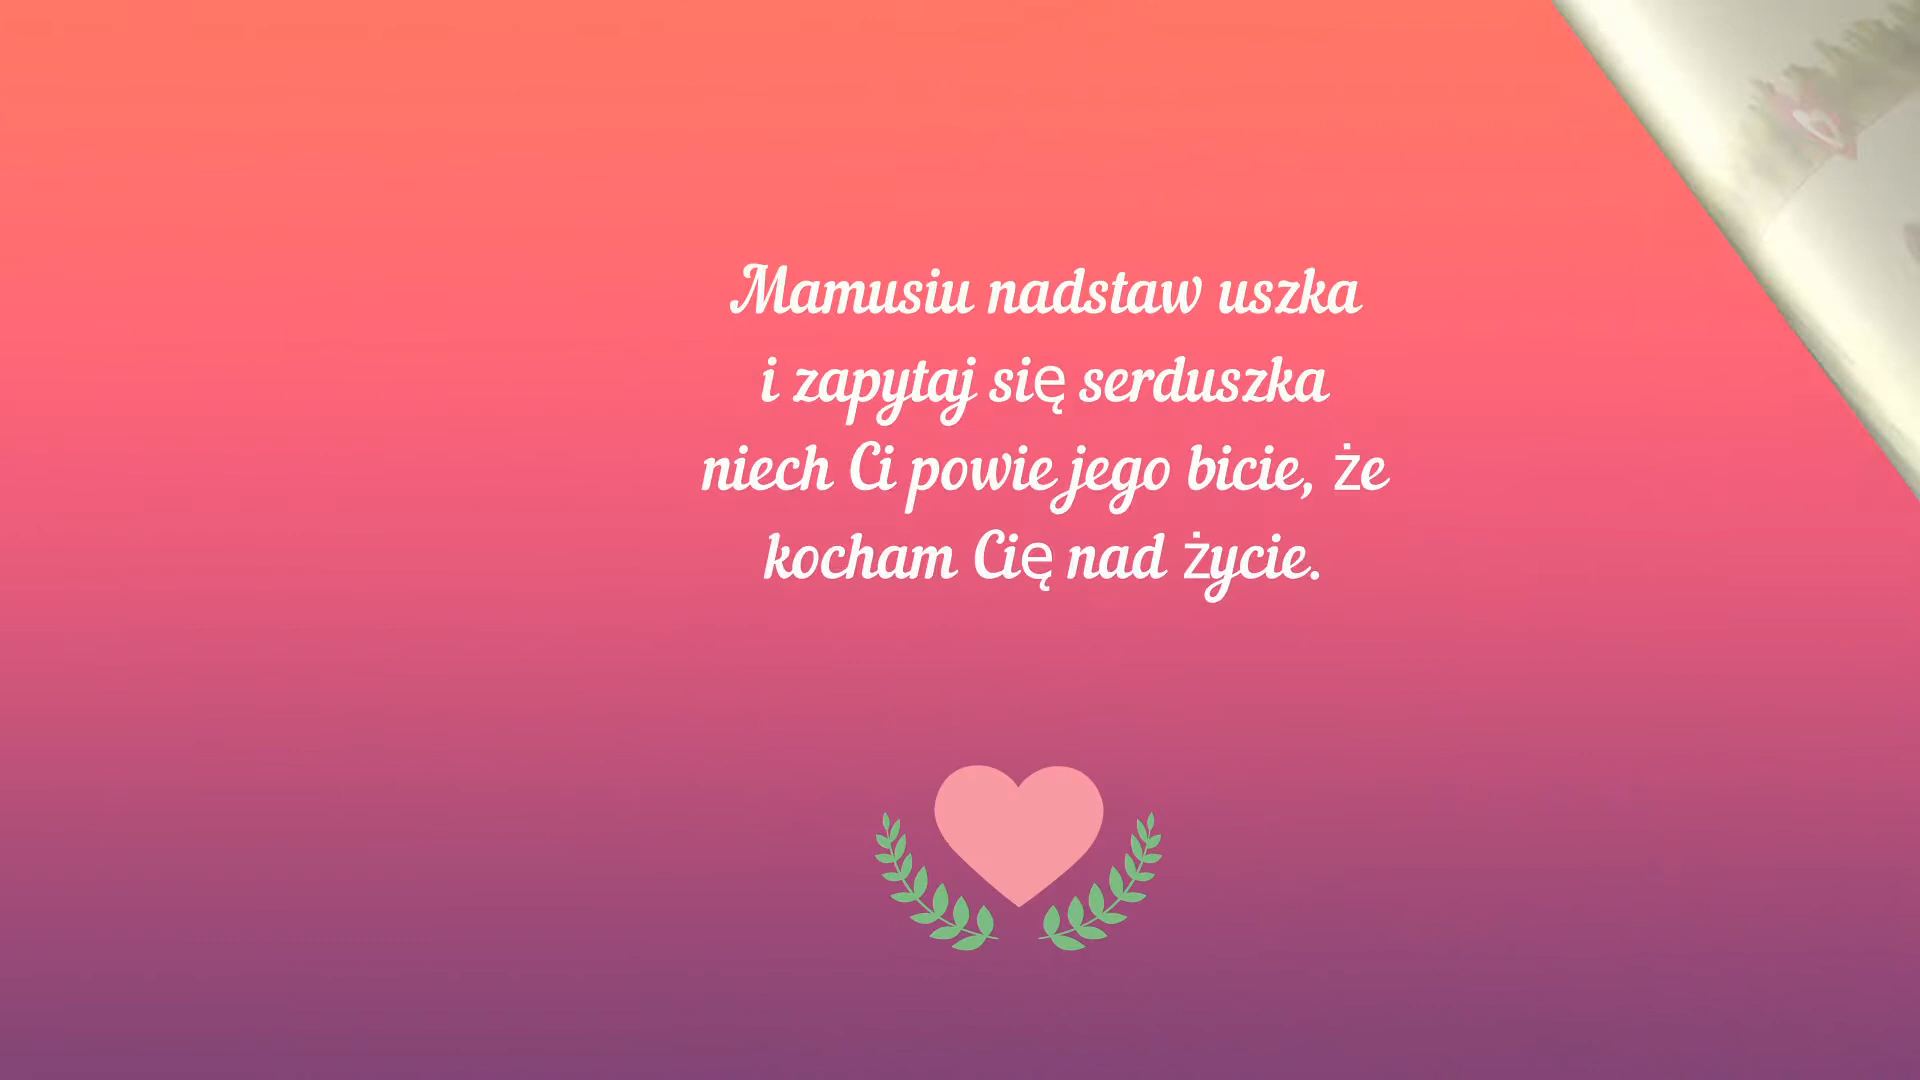 Mamusiu nadstaw uszka
i zapytaj się serduszka
niech Ci powie jego bicie, że
kocham Cię nad życie.